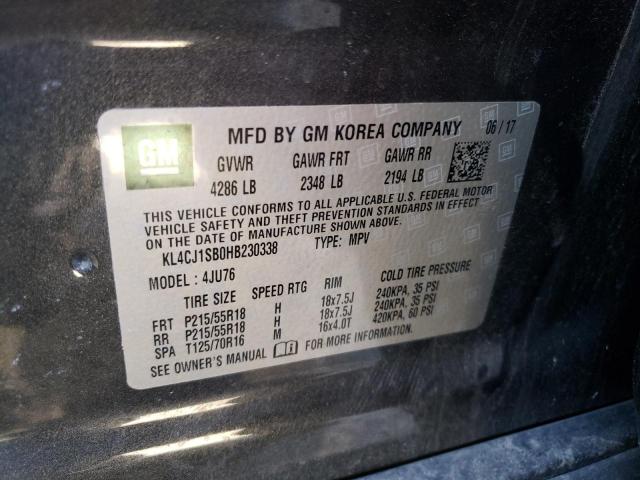 GM
MFD BY GM KOREA COMPANY 06/17
GVWR GAWR FRT GAWR RR
4286 LB 2348 LB 2194 LB
THIS VEHICLE CONFORMS TO ALL APPLICABLE U.S. FEDERAL MOTOR
VEHICLE SAFETY AND THEFT PREVENTION STANDARDS IN EFFECT
ON THE DATE OF MANUFACTURE SHOWN ABOVE.
KL4CJ1SB0HB230338 TYPE: MPV
MODEL: 4JU76
TIRE SIZE SPEED RTG RIM COLD TIRE PRESSURE
FRT P215/55R18 H 18x7.5J 240KPA, 35 PSI
RR P215/55R18 H 18x7.5J 240KPA, 35 PSI
SPA T125/70R16 M 16x4.0T 420KPA, 60 PSI
SEE OWNER'S MANUAL FOR MORE INFORMATION.